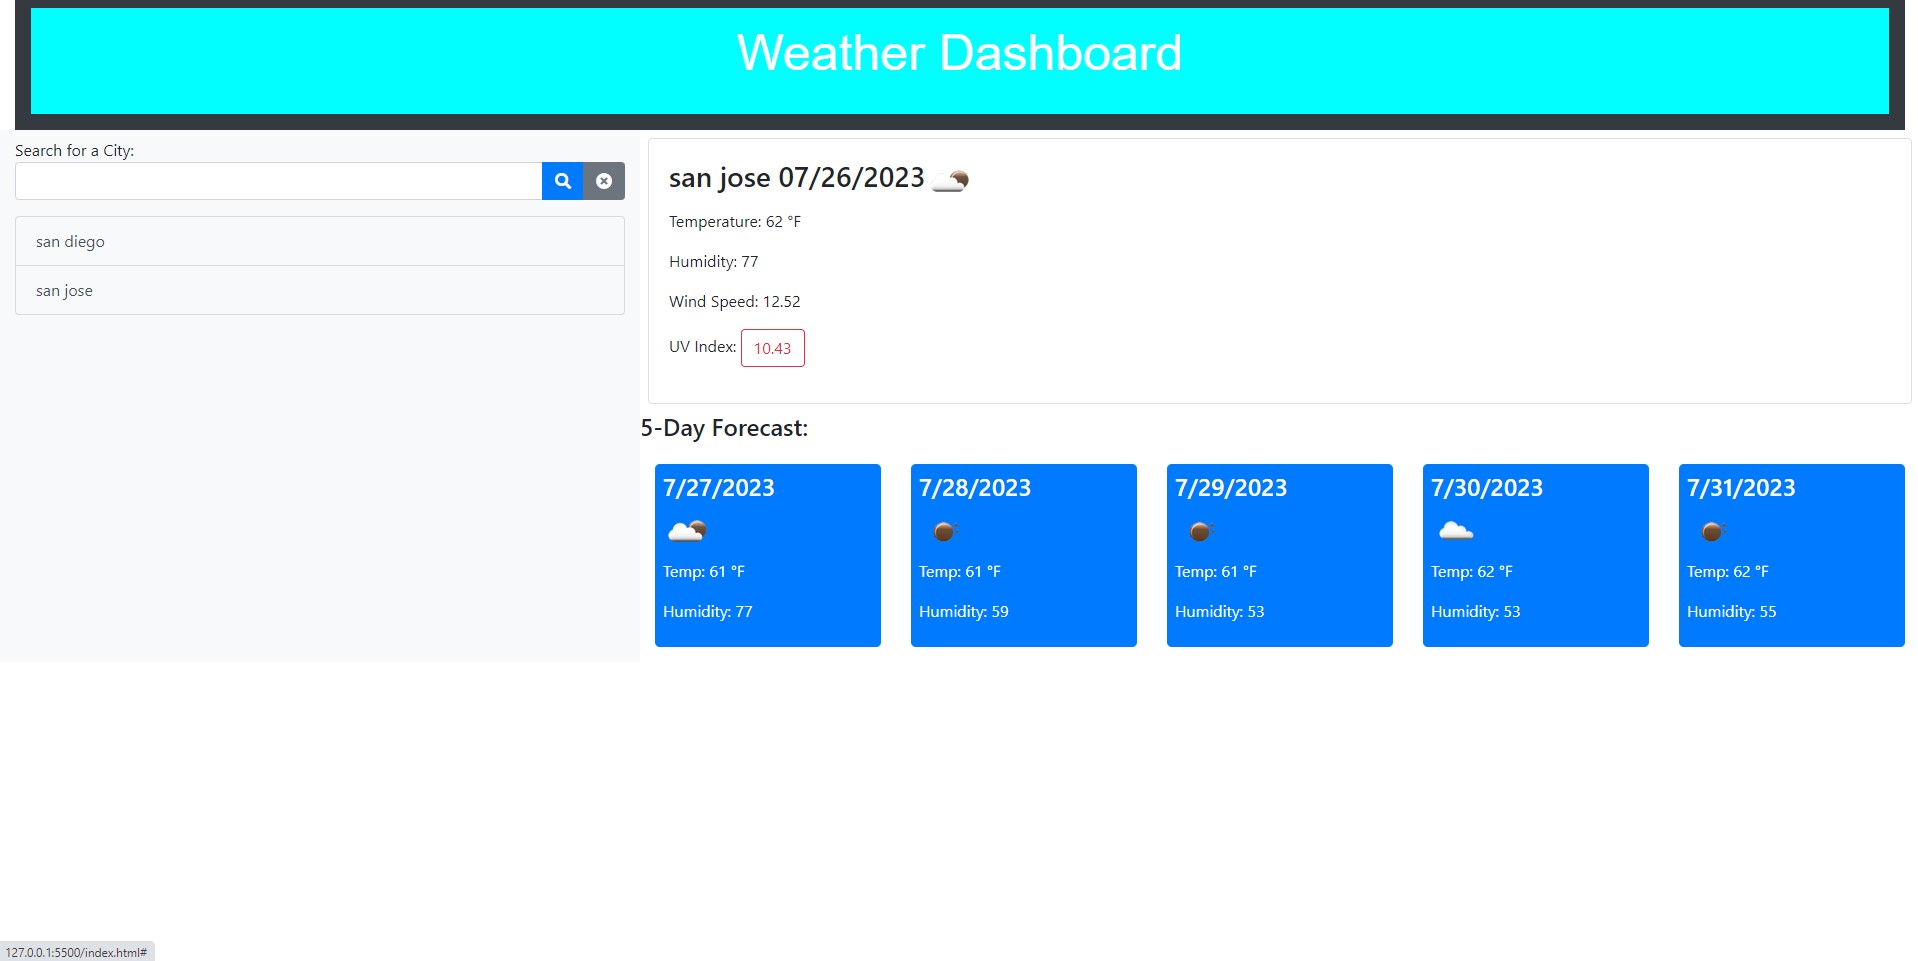 Weather Dashboard
Search for a City:
san diego
san jose
san jose 07/26/2023
Temperature: 62 °F
Humidity: 77
Wind Speed: 12.52
UV Index: 10.43
5-Day Forecast:
7/27/2023
Temp: 61 °F
Humidity: 77
7/28/2023
Temp: 61 °F
Humidity: 59
7/29/2023
Temp: 61 °F
Humidity: 53
7/30/2023
Temp: 62 °F
Humidity: 53
7/31/2023
Temp: 62 °F
Humidity: 55
127.0.0.1:5500/index.html#